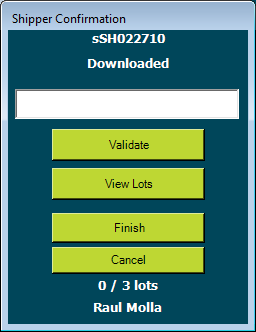 Shipper Confirmation
sSH022710
Downloaded
Validate
View Lots
Finish
Cancel
0 / 3 lots
Raul Molla